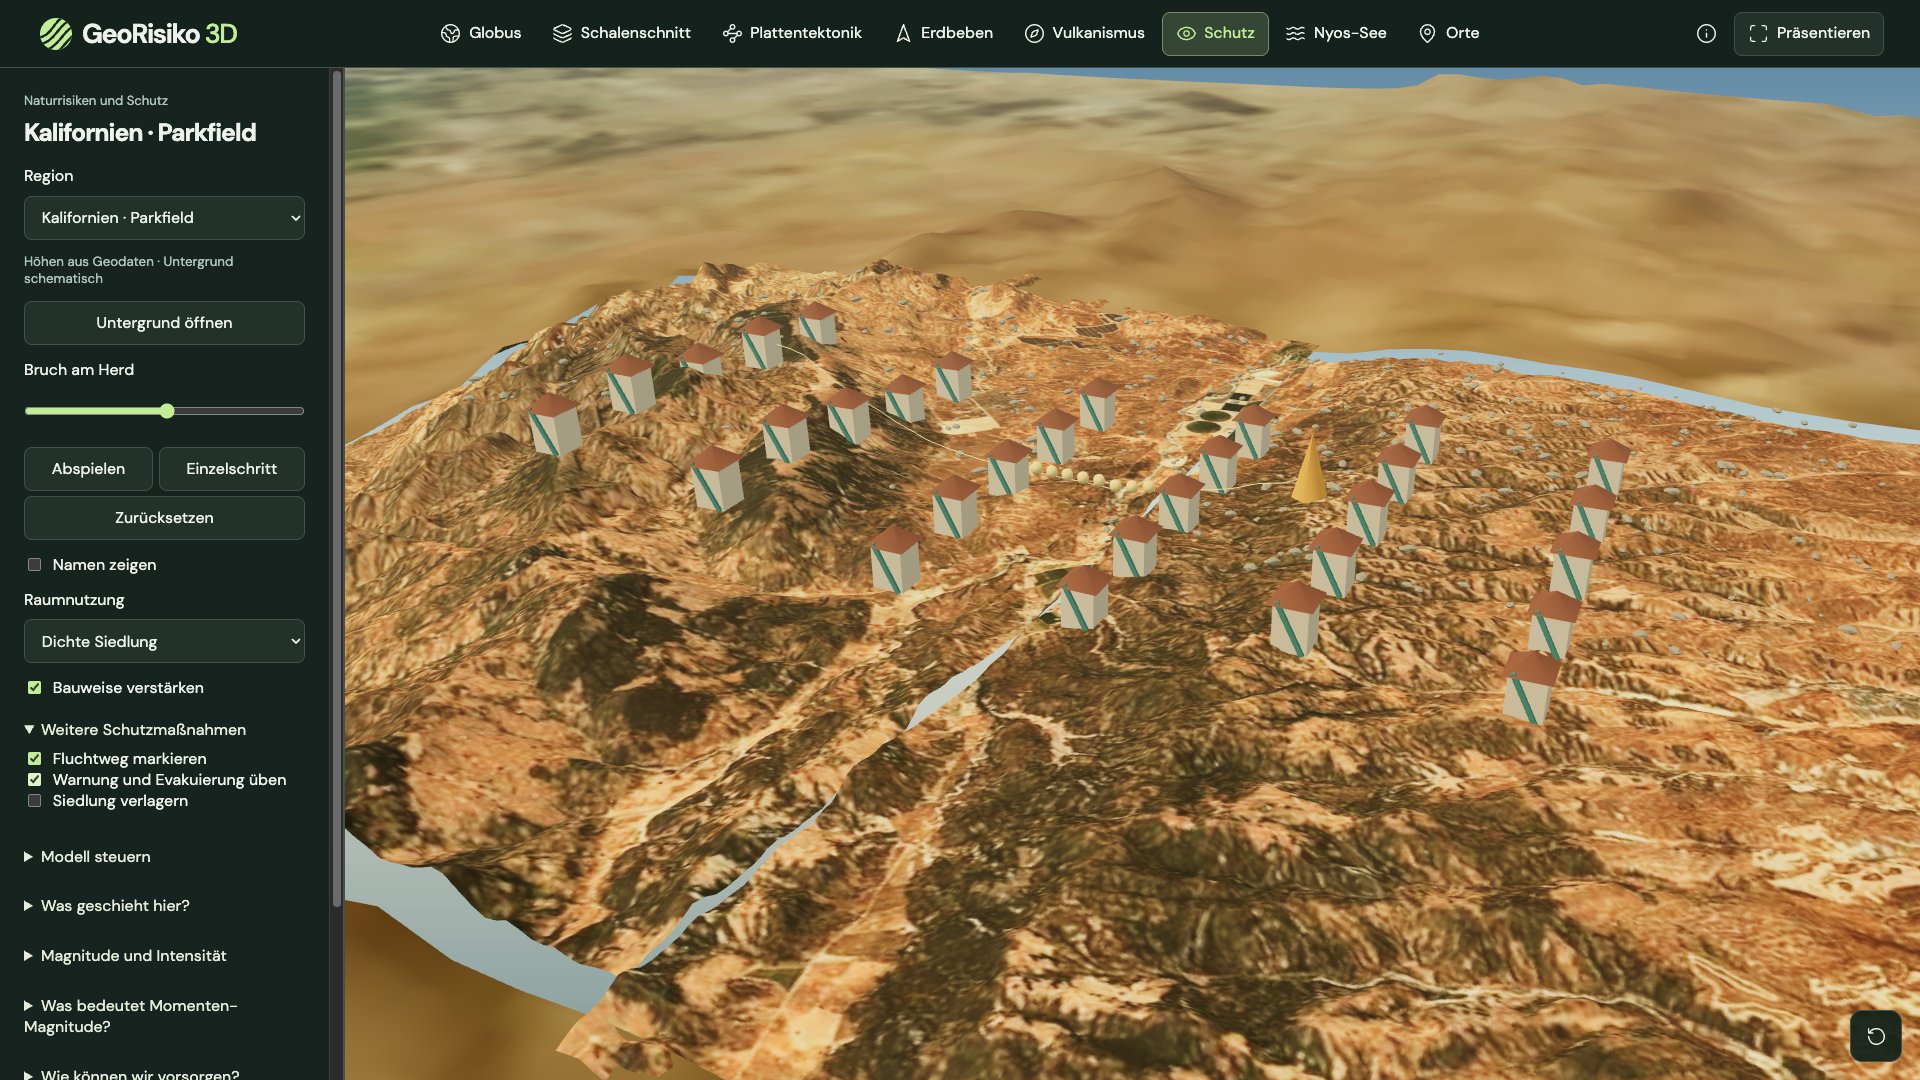 GeoRisiko 3D
Globus
Schalenschnitt
Plattentektonik
Erdbeben
Vulkanismus
Schutz
Nyos-See
Orte
Präsentieren
Naturrisiken und Schutz
Kalifornien · Parkfield
Region
Kalifornien · Parkfield
Höhen aus Geodaten · Untergrund
schematisch
Untergrund öffnen
Bruch am Herd
Abspielen
Einzelschritt
Zurücksetzen
Namen zeigen
Raumnutzung
Dichte Siedlung
Bauweise verstärken
Weitere Schutzmaßnahmen
Fluchtweg markieren
Warnung und Evakuierung üben
Siedlung verlagern
Modell steuern
Was geschieht hier?
Magnitude und Intensität
Was bedeutet Momenten-
Magnitude?
Wie können wir vorsorgen?